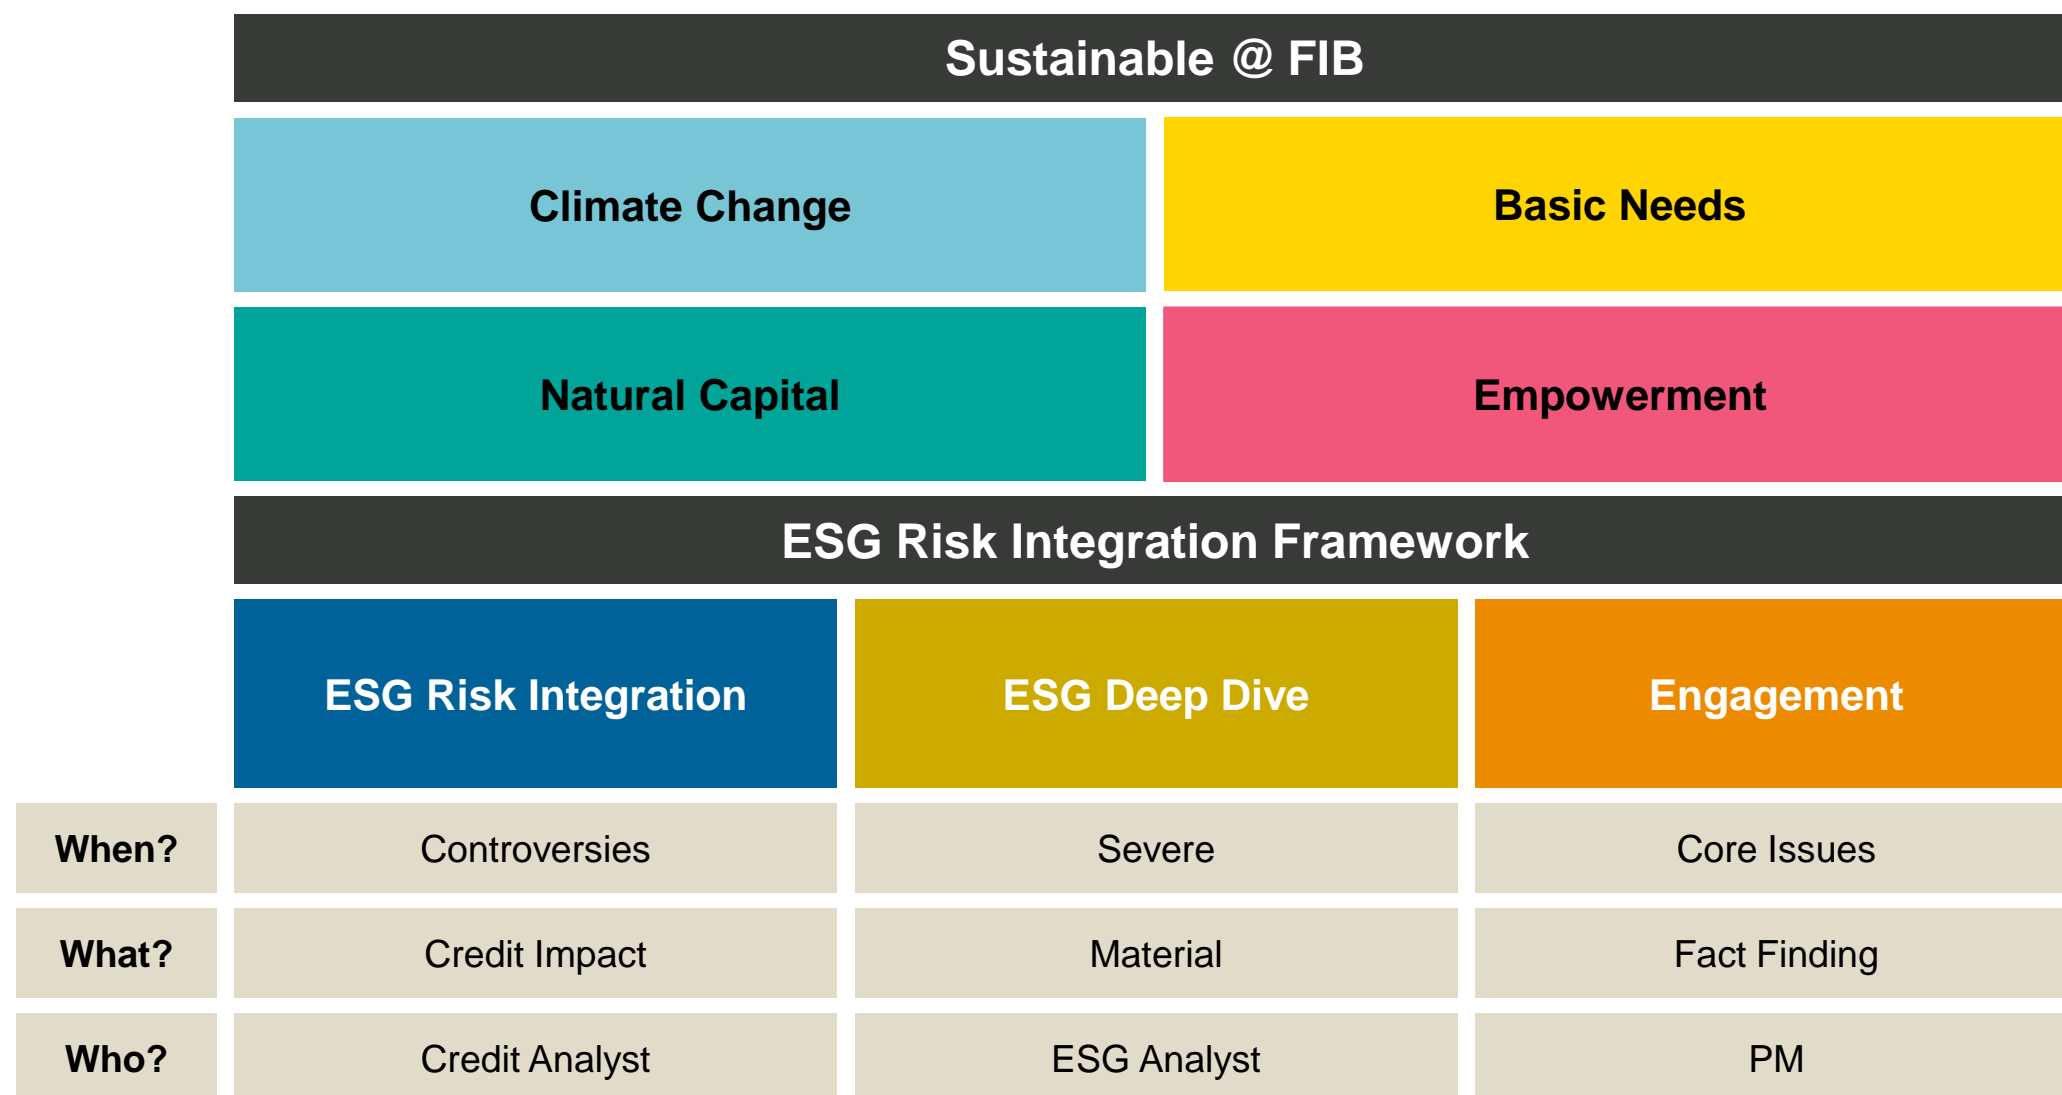 Sustainable @ FIB
Climate Change
Basic Needs
Natural Capital
Empowerment
ESG Risk Integration Framework
ESG Risk Integration
ESG Deep Dive
Engagement
When?
Controversies
Severe
Core Issues
What?
Credit Impact
Material
Fact Finding
Who?
Credit Analyst
ESG Analyst
PM